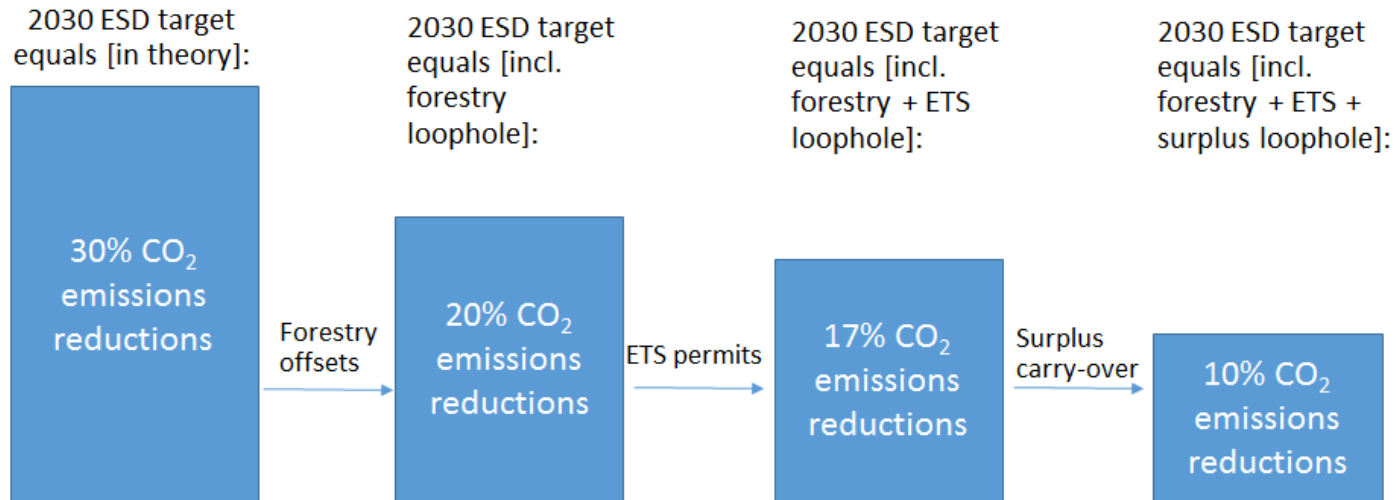 2030 ESD target
equals [in theory]:
2030 ESD target
equals [incl.
forestry
loophole]:
2030 ESD target
equals [incl.
forestry + ETS
loophole]:
2030 ESD target
equals [incl.
forestry + ETS +
surplus loophole]:
30% CO₂
emissions
reductions
Forestry
offsets
20% CO₂
emissions
reductions
ETS permits
17% CO₂
emissions
reductions
Surplus
carry-over
10% CO₂
emissions
reductions